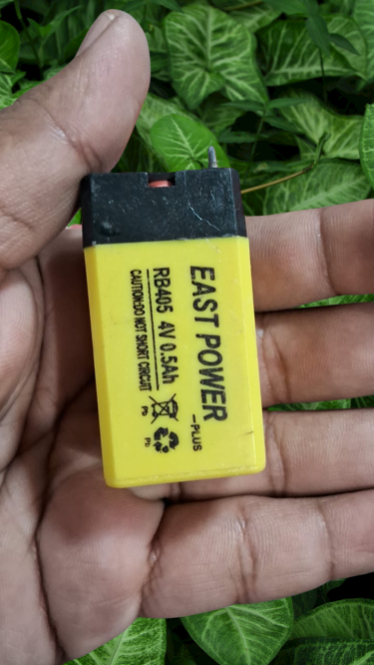 EAST POWER
–PLUS
RB405 4V 0.5Ah
CAUTION:DO NOT SHORT CIRCUIT
Pb Pb